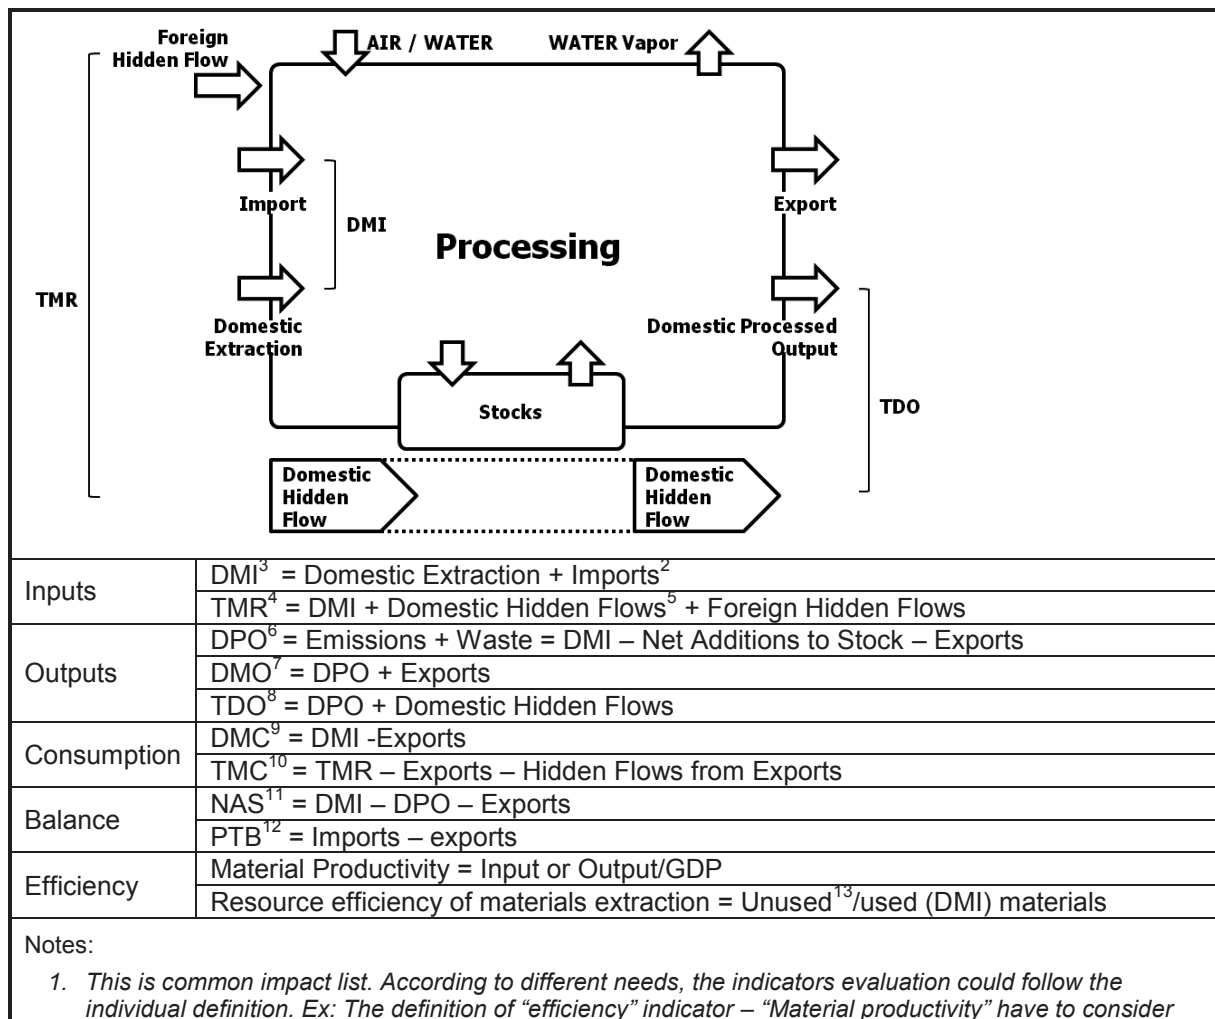 Foreign
Hidden Flow
AIR / WATER
WATER Vapor
Import
DMI
Export
Processing
TMR
Domestic
Extraction
Domestic Processed
Output
Stocks
TDO
Domestic
Hidden
Flow
Domestic
Hidden
Flow
Inputs
DMI3 = Domestic Extraction + Imports2
TMR4 = DMI + Domestic Hidden Flows5 + Foreign Hidden Flows
Outputs
DPO6 = Emissions + Waste = DMI – Net Additions to Stock – Exports
DMO7 = DPO + Exports
TDO8 = DPO + Domestic Hidden Flows
Consumption
DMC9 = DMI -Exports
TMC10 = TMR – Exports – Hidden Flows from Exports
Balance
NAS11 = DMI – DPO – Exports
PTB12 = Imports – exports
Efficiency
Material Productivity = Input or Output/GDP
Resource efficiency of materials extraction = Unused13/used (DMI) materials
Notes:
1. This is common impact list. According to different needs, the indicators evaluation could follow the
individual definition. Ex: The definition of “efficiency” indicator – “Material productivity” have to consider